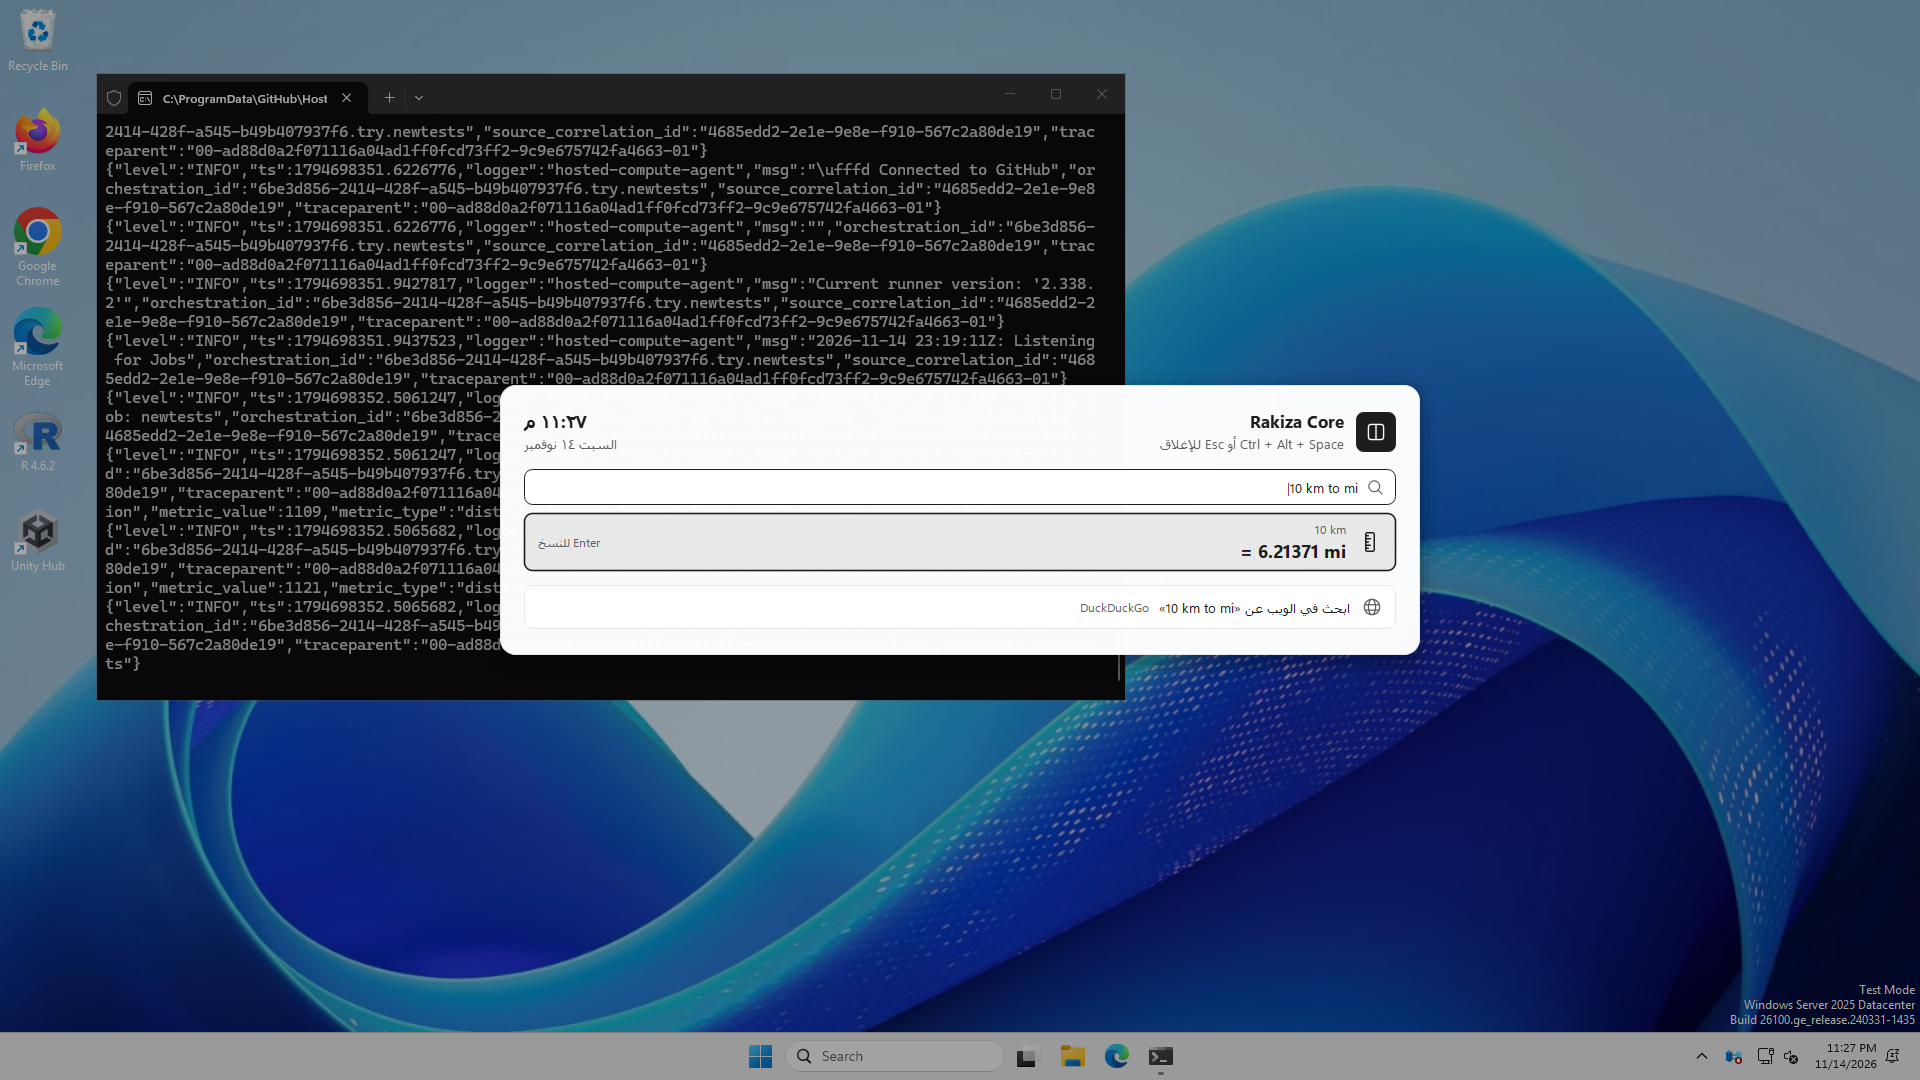 Recycle Bin
Firefox
Google
Chrome
Microsoft
Edge
R 4.6.2
Unity Hub
C:\ProgramData\GitHub\Host
2414-428f-a545-b49b407937f6.try.newtests","source_correlation_id":"4685edd2-2e1e-9e8e-f910-567c2a80de19","trac
eparent":"00-ad88d0a2f071116a04ad1ff0fcd73ff2-9c9e675742fa4663-01"}
{"level":"INFO","ts":1794698351.6226776,"logger":"hosted-compute-agent","msg":"\ufffd Connected to GitHub","or
chestration_id":"6be3d856-2414-428f-a545-b49b407937f6.try.newtests","source_correlation_id":"4685edd2-2e1e-9e8
e-f910-567c2a80de19","traceparent":"00-ad88d0a2f071116a04ad1ff0fcd73ff2-9c9e675742fa4663-01"}
{"level":"INFO","ts":1794698351.6226776,"logger":"hosted-compute-agent","msg":"","orchestration_id":"6be3d856-
2414-428f-a545-b49b407937f6.try.newtests","source_correlation_id":"4685edd2-2e1e-9e8e-f910-567c2a80de19","trac
eparent":"00-ad88d0a2f071116a04ad1ff0fcd73ff2-9c9e675742fa4663-01"}
{"level":"INFO","ts":1794698351.9427817,"logger":"hosted-compute-agent","msg":"Current runner version: '2.338.
2'","orchestration_id":"6be3d856-2414-428f-a545-b49b407937f6.try.newtests","source_correlation_id":"4685edd2-2
e1e-9e8e-f910-567c2a80de19","traceparent":"00-ad88d0a2f071116a04ad1ff0fcd73ff2-9c9e675742fa4663-01"}
{"level":"INFO","ts":1794698351.9437523,"logger":"hosted-compute-agent","msg":"2026-11-14 23:19:11Z: Listening
for Jobs","orchestration_id":"6be3d856-2414-428f-a545-b49b407937f6.try.newtests","source_correlation_id":"468
5edd2-2e1e-9e8e-f910-567c2a80de19","traceparent":"00-ad88d0a2f071116a04ad1ff0fcd73ff2-9c9e675742fa4663-01"}
{"level":"INFO","ts":1794698352.5061247,"log
ob: newtests","orchestration_id":"6be3d856-2
4685edd2-2e1e-9e8e-f910-567c2a80de19","trace
{"level":"INFO","ts":1794698352.5061247,"log
d":"6be3d856-2414-428f-a545-b49b407937f6.try
80de19","traceparent":"00-ad88d0a2f071116a04
ion","metric_value":1109,"metric_type":"dist
{"level":"INFO","ts":1794698352.5065682,"log
d":"6be3d856-2414-428f-a545-b49b407937f6.try
80de19","traceparent":"00-ad88d0a2f071116a04
ion","metric_value":1121,"metric_type":"dist
{"level":"INFO","ts":1794698352.5065682,"log
chestration_id":"6be3d856-2414-428f-a545-b49
e-f910-567c2a80de19","traceparent":"00-ad88d
ts"}
Rakiza Core
Ctrl + Alt + Space أو Esc للإغلاق
١١:٢٧ م
السبت ١٤ نوفمبر
10 km to mi
10 km
= 6.21371 mi
Enter للنسخ
ابحث في الويب عن «10 km to mi» DuckDuckGo
Test Mode
Windows Server 2025 Datacenter
Build 26100.ge_release.240331-1435
Search
11:27 PM
11/14/2026